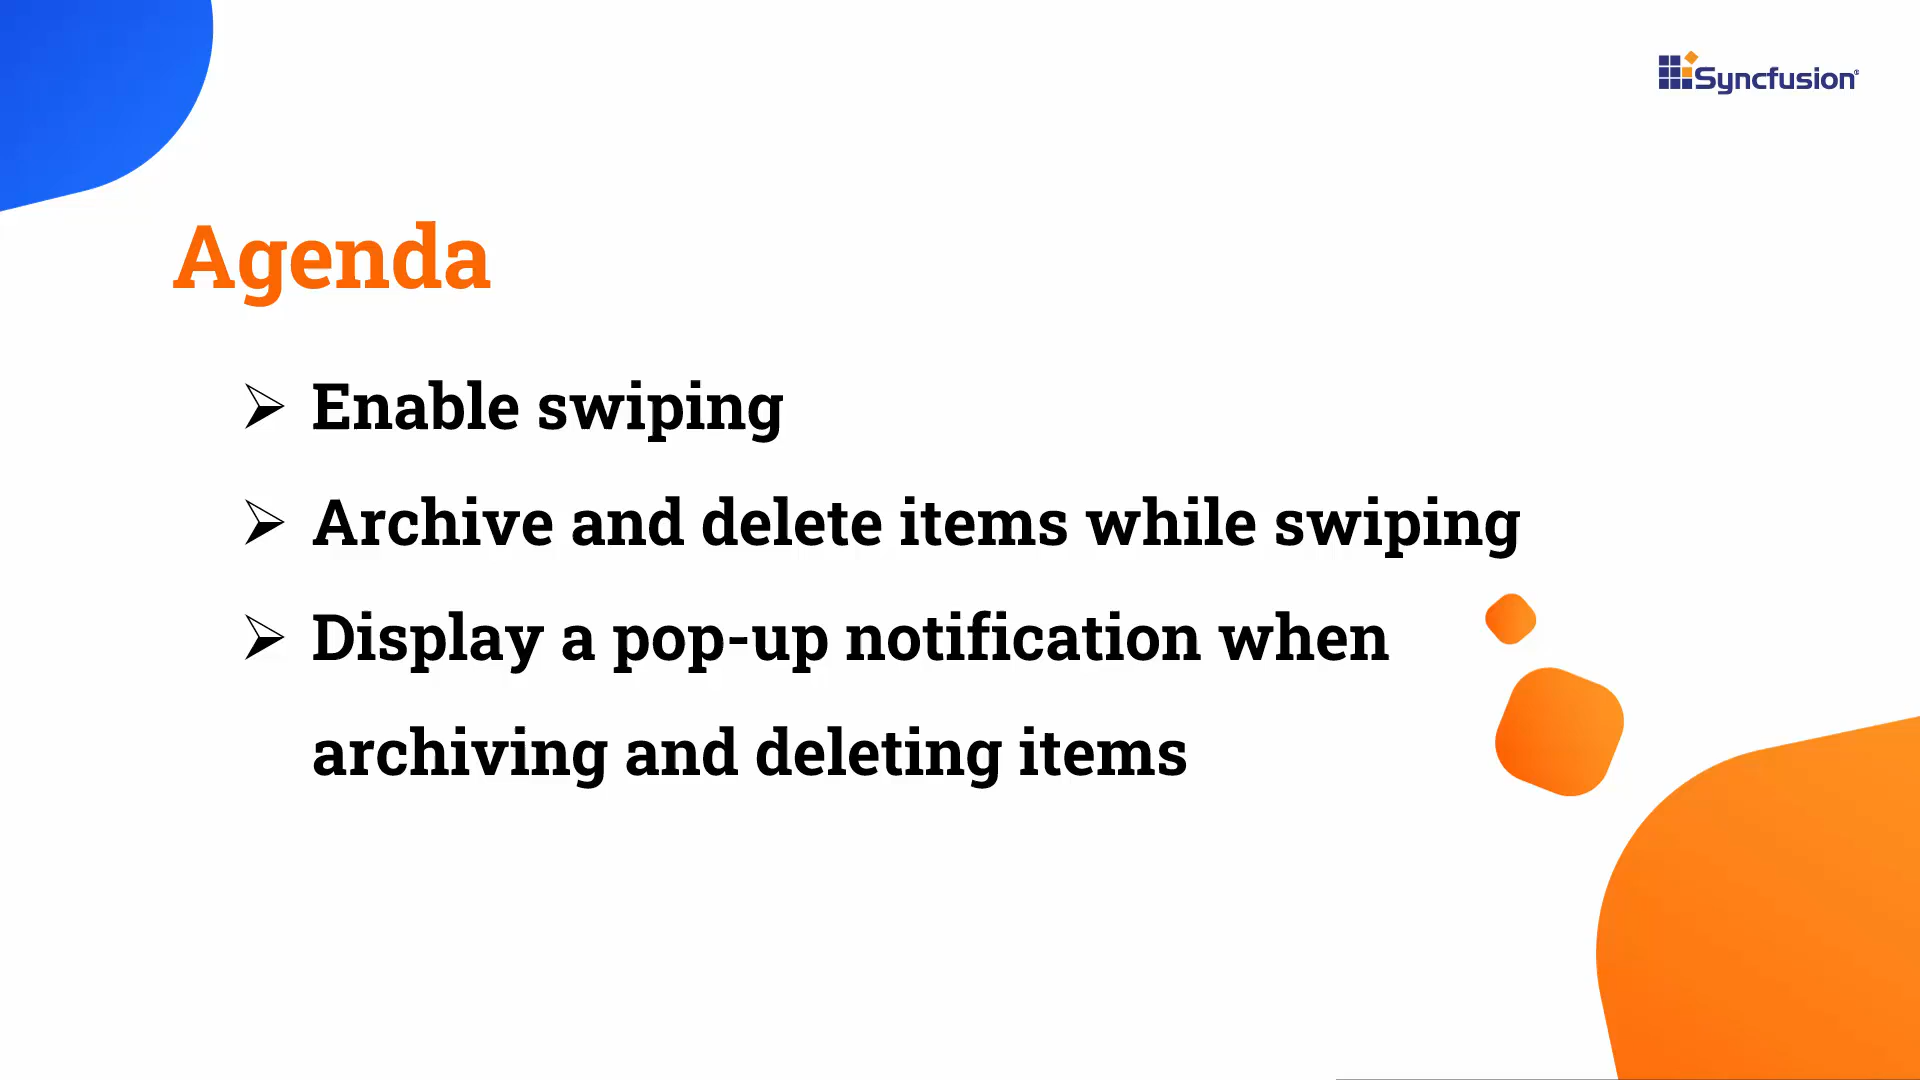 Syncfusion®
Agenda
➢ Enable swiping
➢ Archive and delete items while swiping
➢ Display a pop-up notification when
archiving and deleting items